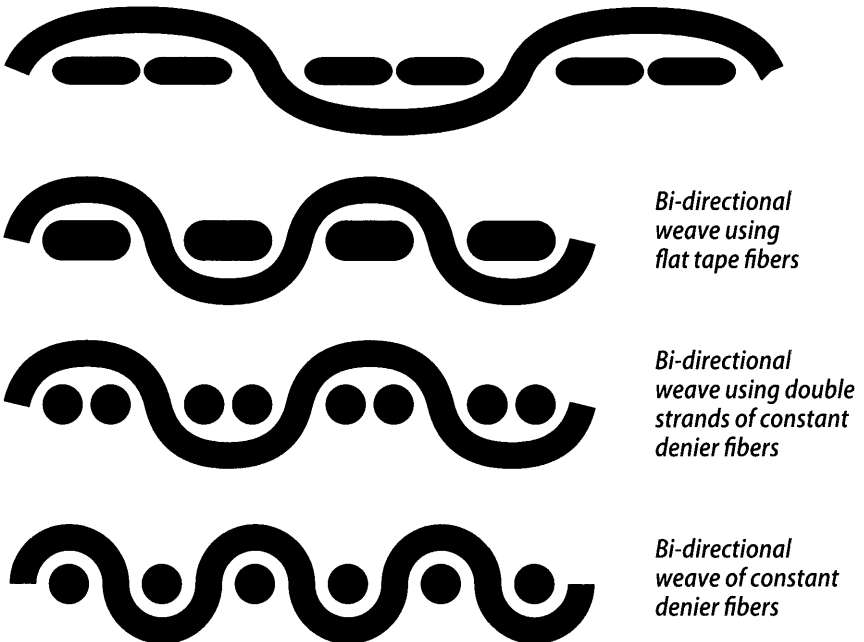 Bi-directional
weave using
flat tape fibers
Bi-directional
weave using double
strands of constant
denier fibers
Bi-directional
weave of constant
denier fibers